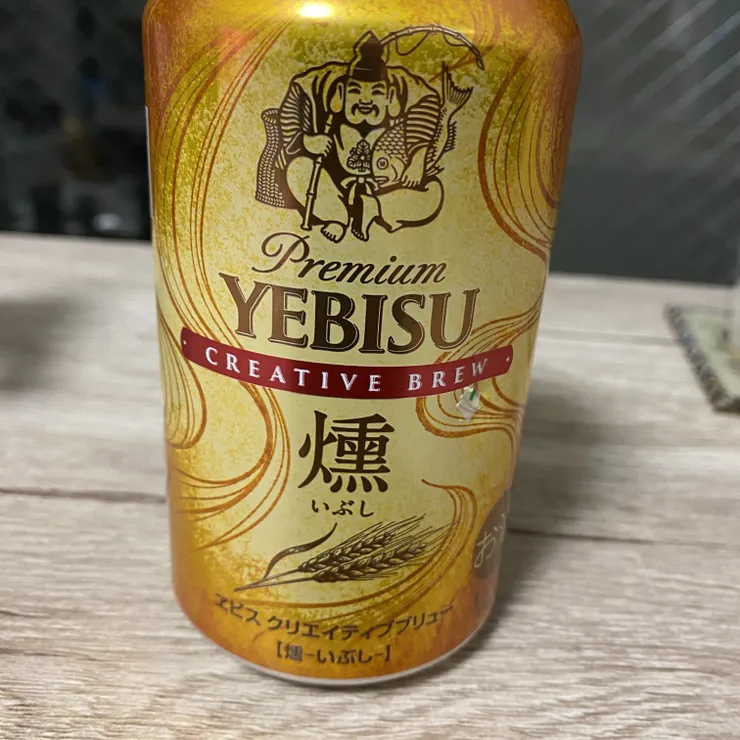 Premium
YEBISU
CREATIVE BREW
燻
いぶし
ヱビス クリエイティブブリュー
【燻-いぶし-】